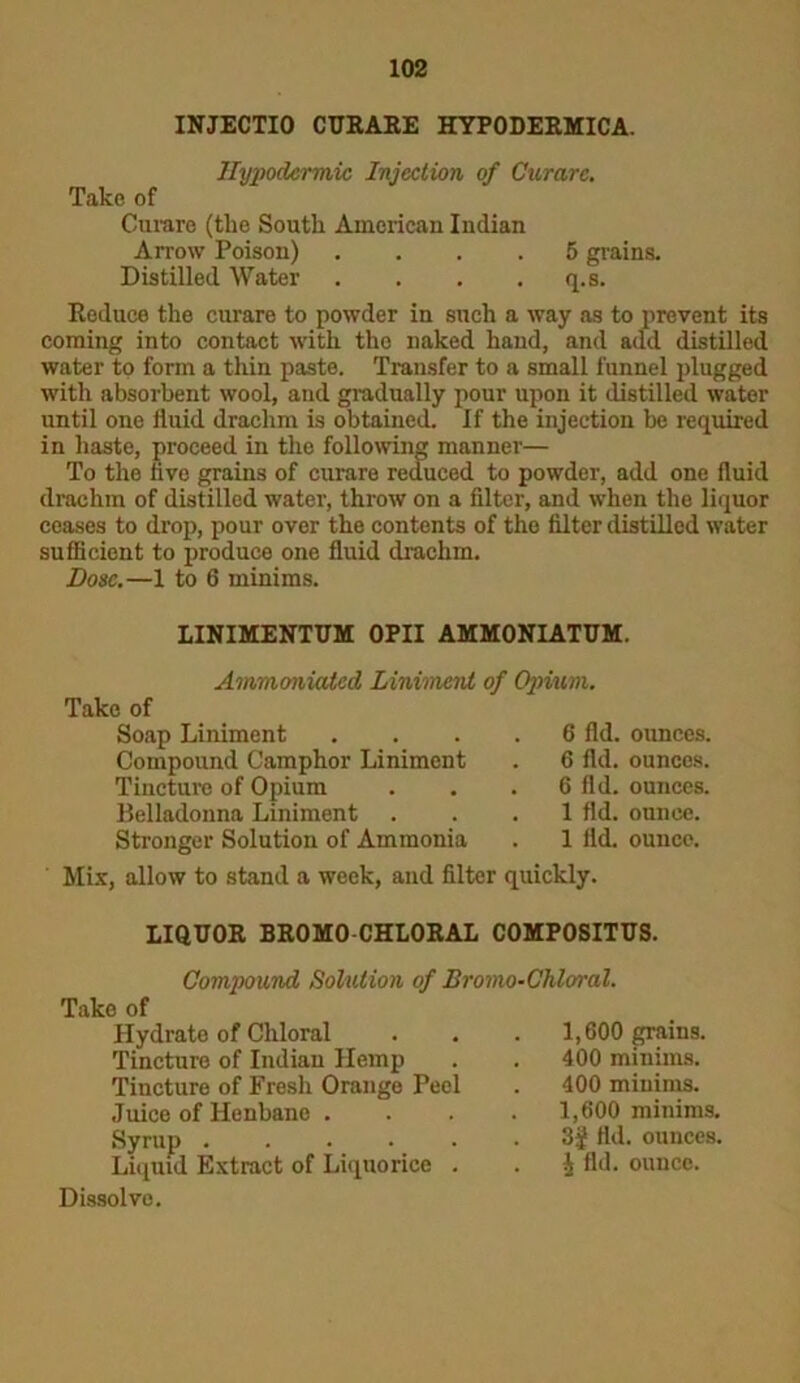 102
INJECTIO CURARE HYPODERMICA.
Hypodermic Injection of Curare.
Take of
Curare (the South American Indian
Arrow Poison) . . . . 5 grains.
Distilled Water . . . . q.s.
Reduce the curare to powder in such a way as to prevent its
coming into contact with the naked hand, and add distilled
water to form a thin paste. Transfer to a small funnel plugged
with absorbent wool, and gradually pour upon it distilled water
until one fluid drachm is obtained. If the injection be required
in haste, proceed in the following manner—
To the five grains of curare reduced to powder, add one fluid
drachm of distilled water, throw on a filter, and when the liquor
ceases to drop, pour over the contents of the filter distilled water
sufficient to produce one fluid drachm.
Dose.—1 to 6 minims.
LINIMENTUM OPII AMMONIATUM.
Ammoniated Liniment of Opium.
Take of
Soap Liniment . . . . 6 fld. ounces.
Compound Camphor Liniment . 6 fld. ounces.
Tincture of Opium . . . 6 fld. ounces.
Belladonna Liniment . . . 1 fld. ounce.
Stronger Solution of Ammonia . 1 fld. ounce.
Mix, allow to stand a week, and filter quickly.
LIQUOR BROMO-CHLORAL COMPOSITUS.
Compound Solution of Bromo-Chloral.
Take of
Hydrate of Chloral . . . 1,600 grains.
Tincture of Indian Hemp . . 400 minims.
Tincture of Fresh Orange Peel . 400 minims.
Juice of Henbane . . . . 1,600 minims.
Syrup . . . . . . 3¾ fld. ounces.
Liquid Extract of Liquorice . . ½ fld. ounce.
Dissolve.